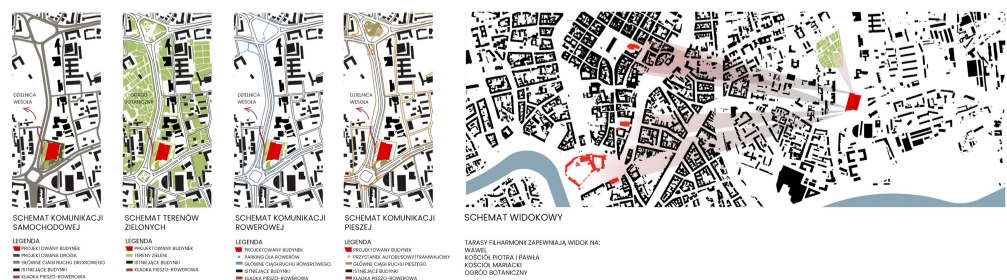 DZIELNICA
WESOŁA
OGRÓD
BOTANICZNY
DZIELNICA
WESOŁA
DZIELNICA
WESOŁA
SCHEMAT KOMUNIKACJI
SAMOCHODOWEJ
LEGENDA
PROJEKTOWANY BUDYNEK
PROJEKTOWANA DROGA
GŁÓWNE CIĄGI RUCHU DROGOWEGO
ISTNIEJĄCE BUDYNKI
KŁADKA PIESZO-ROWEROWA
SCHEMAT TERENÓW
ZIELONYCH
LEGENDA
PROJEKTOWANY BUDYNEK
TERENY ZIELENI
ISTNIEJĄCE BUDYNKI
KŁADKA PIESZO-ROWEROWA
SCHEMAT KOMUNIKACJI
ROWEROWEJ
LEGENDA
PROJEKTOWANY BUDYNEK
PARKING DLA ROWERÓW
GŁÓWNE CIĄGI RUCHU ROWEROWEGO
ISTNIEJĄCE BUDYNKI
KŁADKA PIESZO-ROWEROWA
SCHEMAT KOMUNIKACJI
PIESZEJ
LEGENDA
PROJEKTOWANY BUDYNEK
PRZYSTANEK AUTOBUSOWY/TRAMWAJOWY
GŁÓWNE CIĄGI RUCHU PIESZEGO
ISTNIEJĄCE BUDYNKI
KŁADKA PIESZO-ROWEROWA
SCHEMAT WIDOKOWY
TARASY FILHARMONII ZAPEWNIAJĄ WIDOK NA:
WAWEL
KOŚCIÓŁ PIOTRA I PAWŁA
KOŚCIÓŁ MARIACKI
OGRÓD BOTANICZNY